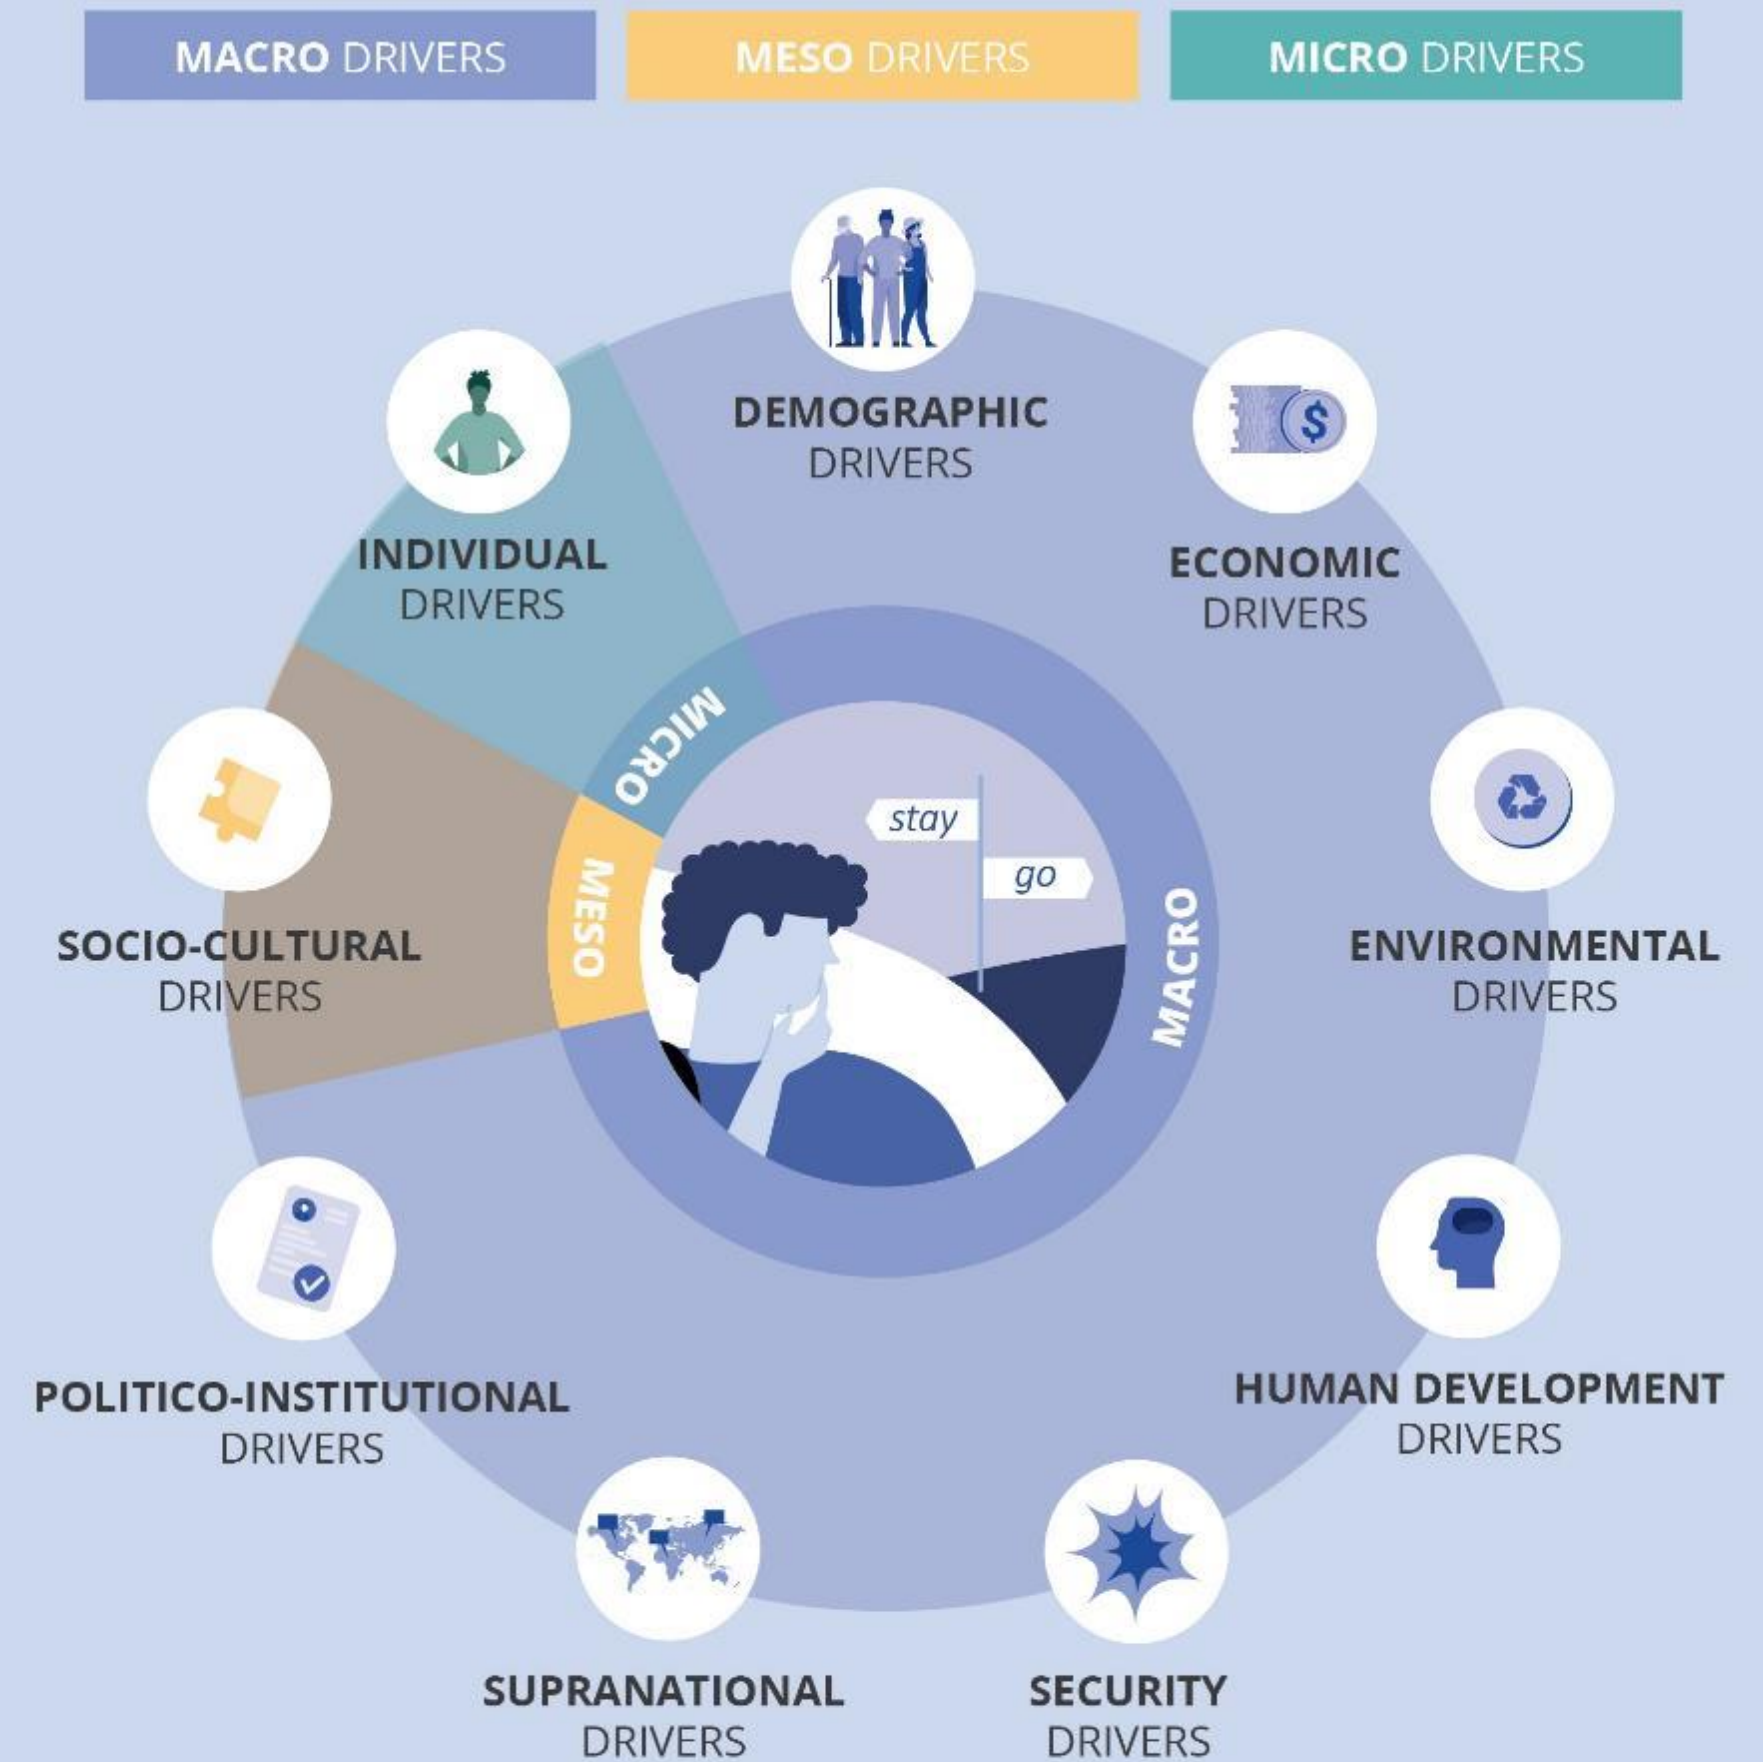 MACRO DRIVERS
MESO DRIVERS
MICRO DRIVERS
DEMOGRAPHIC
DRIVERS
INDIVIDUAL
DRIVERS
ECONOMIC
DRIVERS
MICRO
stay
go
MESO
MACRO
SOCIO-CULTURAL
DRIVERS
ENVIRONMENTAL
DRIVERS
$
POLITICO-INSTITUTIONAL
DRIVERS
HUMAN DEVELOPMENT
DRIVERS
SUPRANATIONAL
DRIVERS
SECURITY
DRIVERS